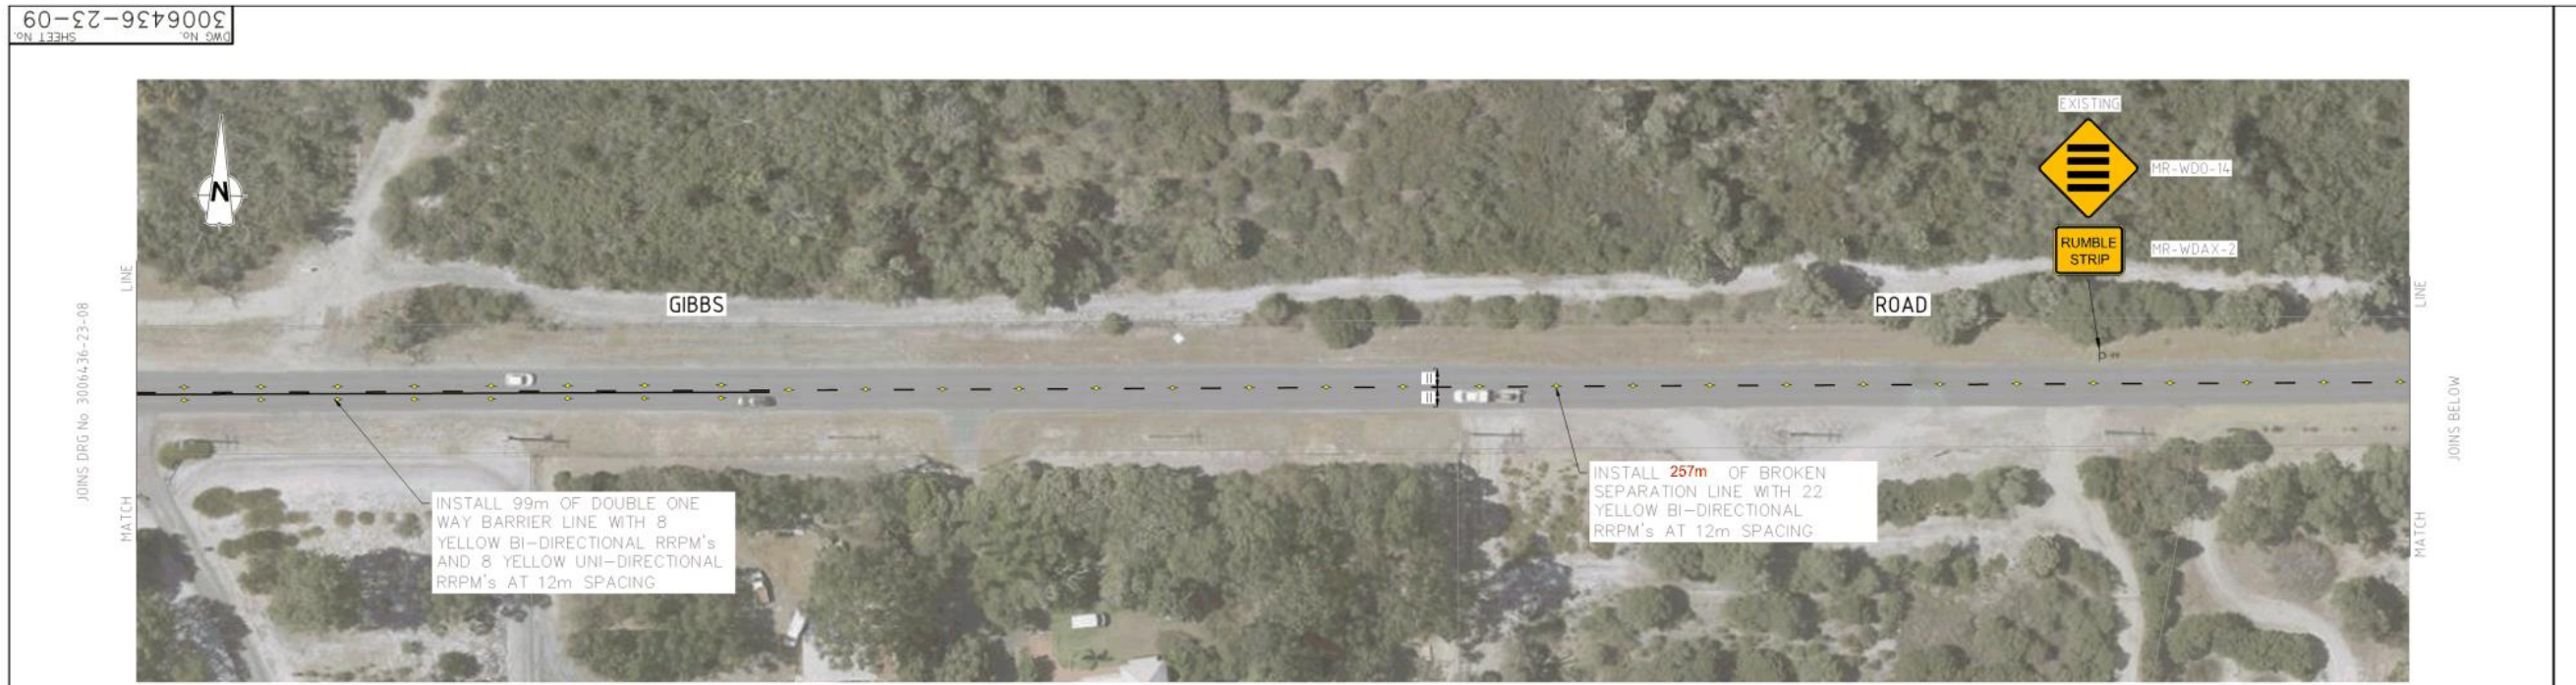 DWG No. SHEET No.
3006436-23-09
EXISTING
MR-WDO-14
RUMBLE
STRIP
MR-WDAX-2
N
GIBBS
ROAD
JOINS DRG No 3006436-23-08
MATCH LINE
JOINS BELOW
MATCH LINE
INSTALL 99m OF DOUBLE ONE
WAY BARRIER LINE WITH 8
YELLOW BI-DIRECTIONAL RRPM's
AND 8 YELLOW UNI-DIRECTIONAL
RRPM's AT 12m SPACING
INSTALL 257m OF BROKEN
SEPARATION LINE WITH 22
YELLOW BI-DIRECTIONAL
RRPM's AT 12m SPACING